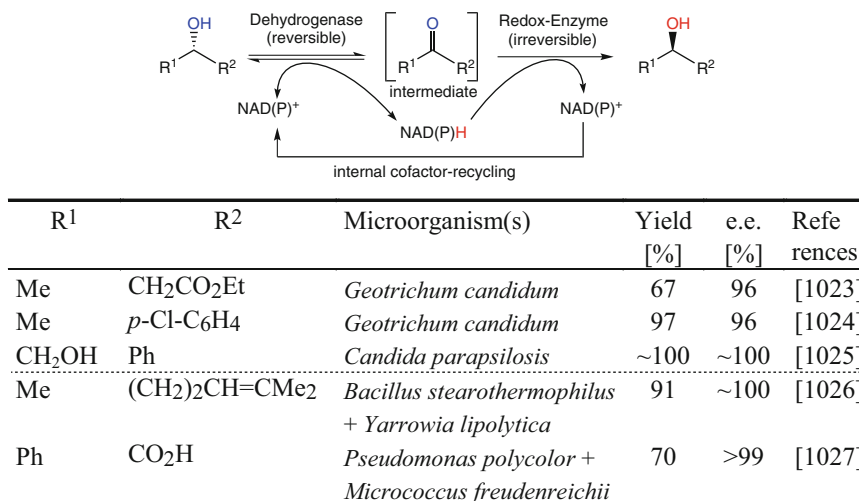 OH Dehydrogenase O Redox-Enzyme OH
(reversible) (irreversible)
R¹ R² R¹ R² R¹ R²
intermediate
NAD(P)⁺ NAD(P)⁺
NAD(P)H
internal cofactor-recycling
R¹ R² Microorganism(s) Yield e.e. Refe
[%] [%] rences
Me CH₂CO₂Et Geotrichum candidum 67 96 [1023]
Me p-Cl-C₆H₄ Geotrichum candidum 97 96 [1024]
CH₂OH Ph Candida parapsilosis ~100 ~100 [1025]
Me (CH₂)₂CH=CMe₂ Bacillus stearothermophilus 91 ~100 [1026]
+ Yarrowia lipolytica
Ph CO₂H Pseudomonas polycolor + 70 >99 [1027]
Micrococcus freudenreichii